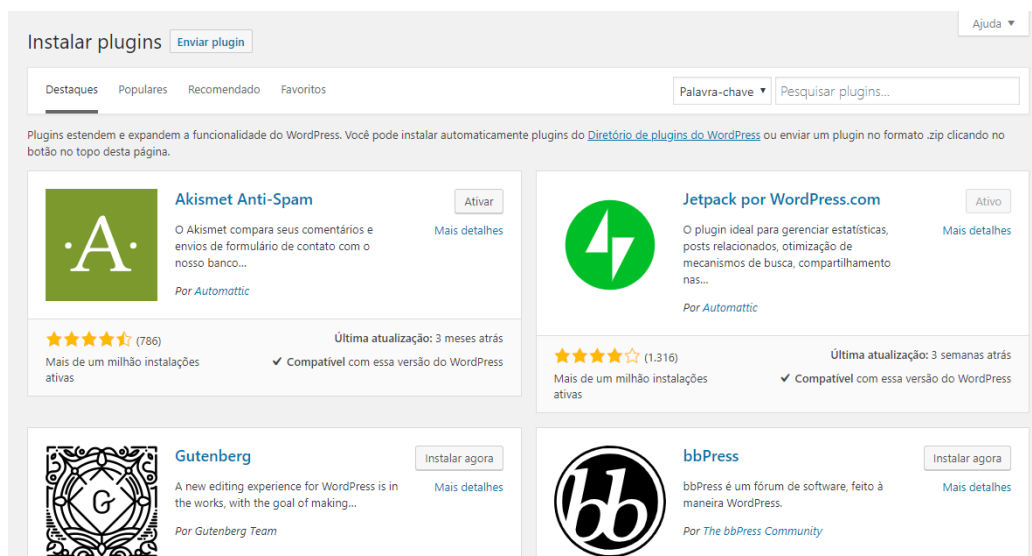 Ajuda ▼
Instalar plugins
Enviar plugin
Destaques
Populares
Recomendado
Favoritos
Palavra-chave ▼
Pesquisar plugins...
Plugins estendem e expandem a funcionalidade do WordPress. Você pode instalar automaticamente plugins do Diretório de plugins do WordPress ou enviar um plugin no formato .zip clicando no
botão no topo desta página.
·A·
Akismet Anti-Spam
Ativar
O Akismet compara seus comentários e
envios de formulário de contato com o
nosso banco...
Mais detalhes
Por Automattic
(786)
Última atualização: 3 meses atrás
Mais de um milhão instalações
ativas
✔ Compatível com essa versão do WordPress
Jetpack por WordPress.com
Ativo
O plugin ideal para gerenciar estatísticas,
posts relacionados, otimização de
mecanismos de busca, compartilhamento
nas...
Mais detalhes
Por Automattic
(1.316)
Última atualização: 3 semanas atrás
Mais de um milhão instalações
ativas
✔ Compatível com essa versão do WordPress
G
Gutenberg
Instalar agora
A new editing experience for WordPress is in
the works, with the goal of making...
Mais detalhes
Por Gutenberg Team
bb
bbPress
Instalar agora
bbPress é um fórum de software, feito à
maneira WordPress.
Mais detalhes
Por The bbPress Community